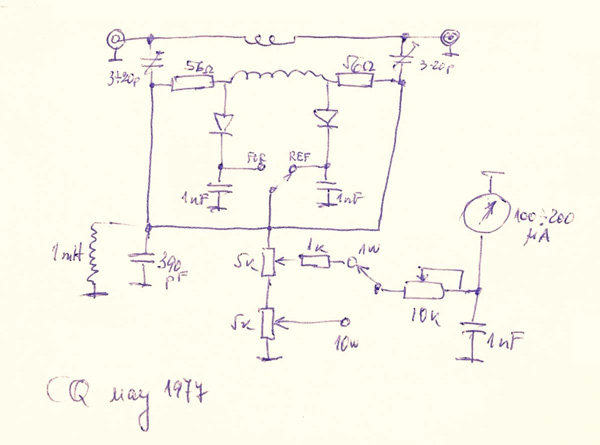 3÷20p
56Ω
56Ω
3-20p
FOR
REF
1nF
1nF
100÷200
μA
1mH
390
pF
5K
1K
1W
5K
10W
10K
1nF
CQ may 1977